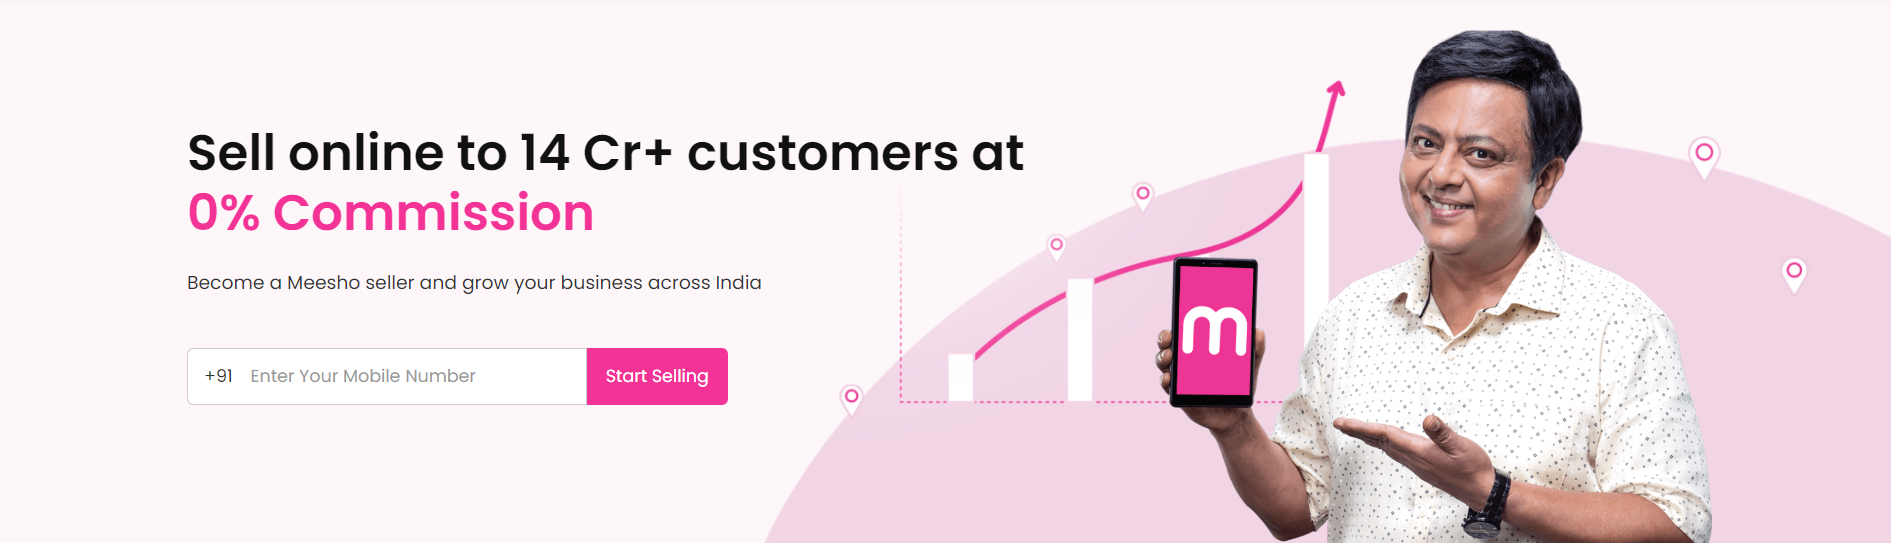 Sell online to 14 Cr+ customers at
0% Commission
Become a Meesho seller and grow your business across India
+91 Enter Your Mobile Number Start Selling
m